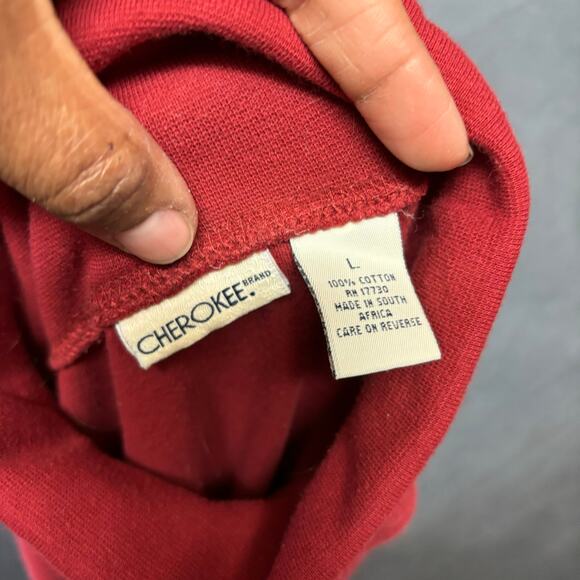 CHEROKEE. BRAND
L
100% COTTON
RN 17730
MADE IN SOUTH
AFRICA
CARE ON REVERSE